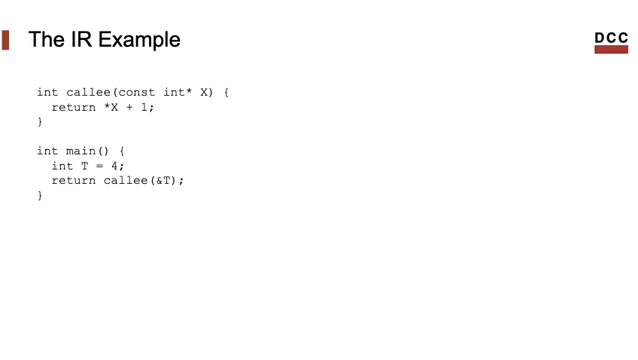 The IR Example
DCC
int callee(const int* X) {
  return *X + 1;
}
int main() {
  int T = 4;
  return callee(&T);
}